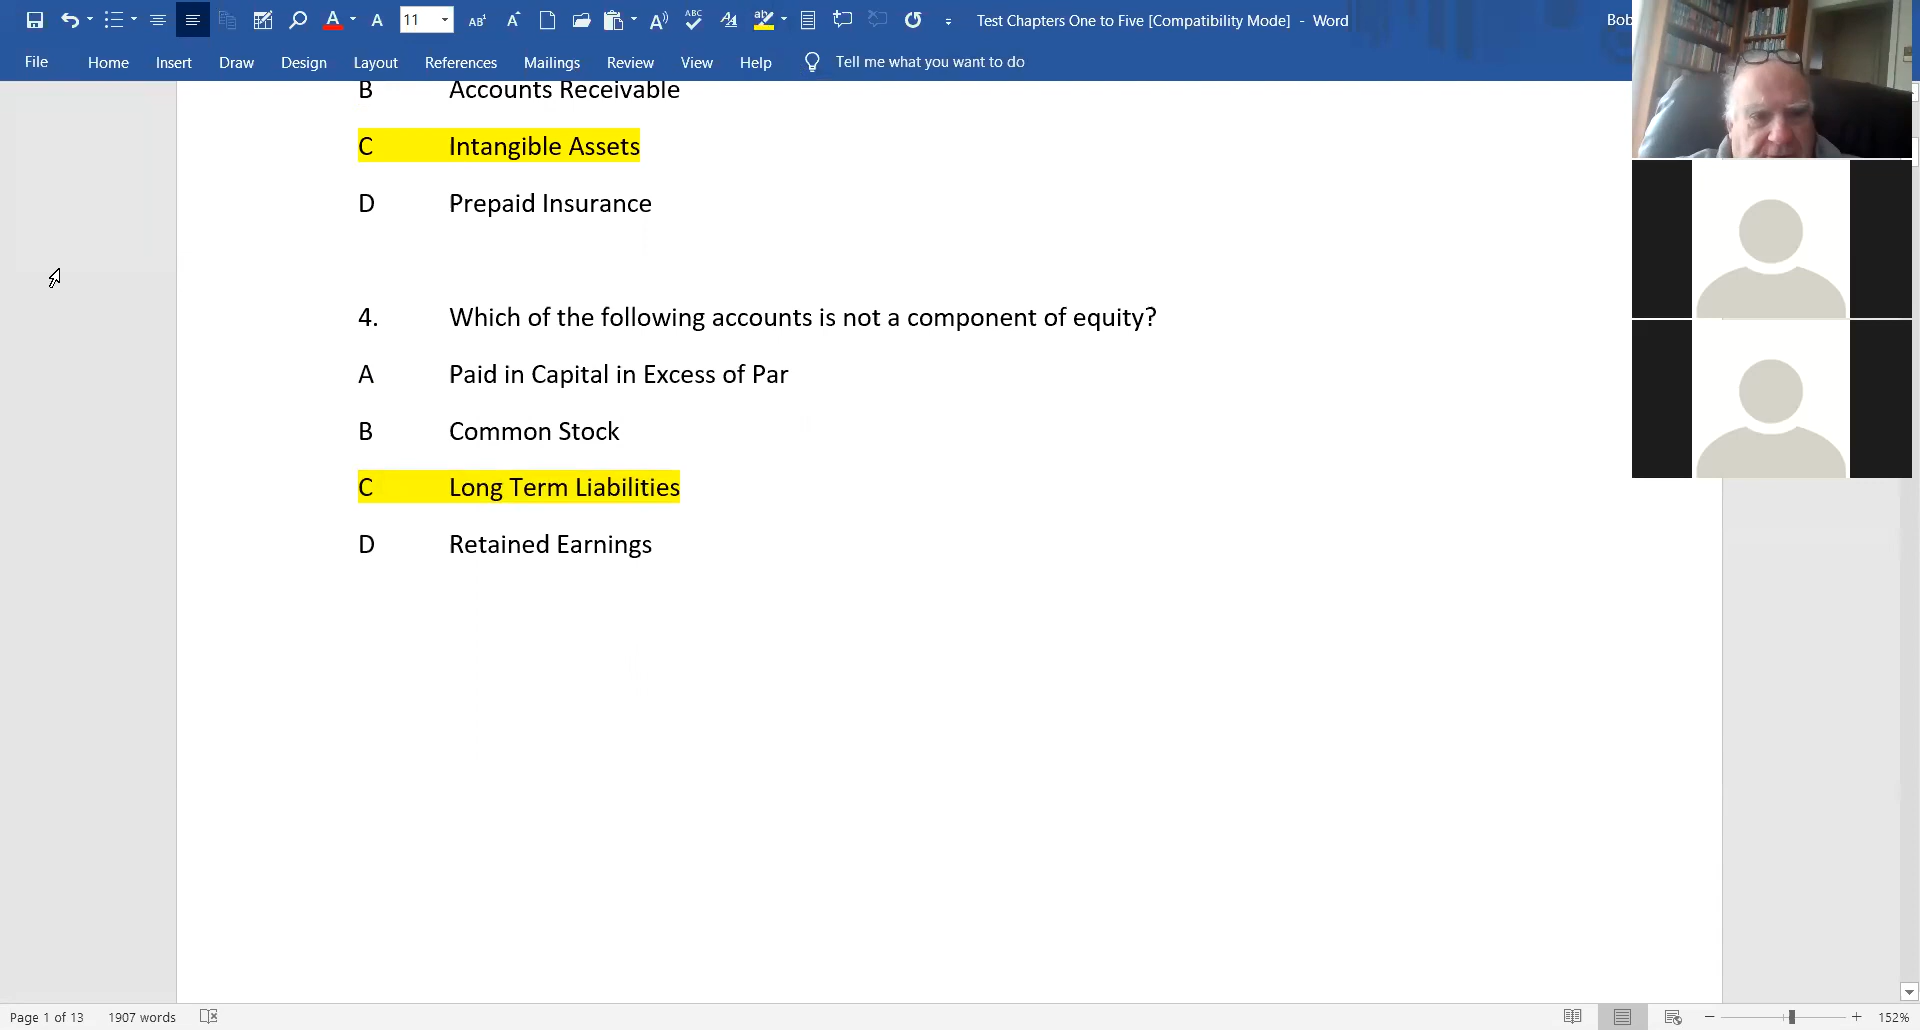 11
Test Chapters One to Five [Compatibility Mode] - Word
Bob
File Home Insert Draw Design Layout References Mailings Review View Help Tell me what you want to do
B Accounts Receivable
C Intangible Assets
D Prepaid Insurance
4. Which of the following accounts is not a component of equity?
A Paid in Capital in Excess of Par
B Common Stock
C Long Term Liabilities
D Retained Earnings
Page 1 of 13 1907 words
152%